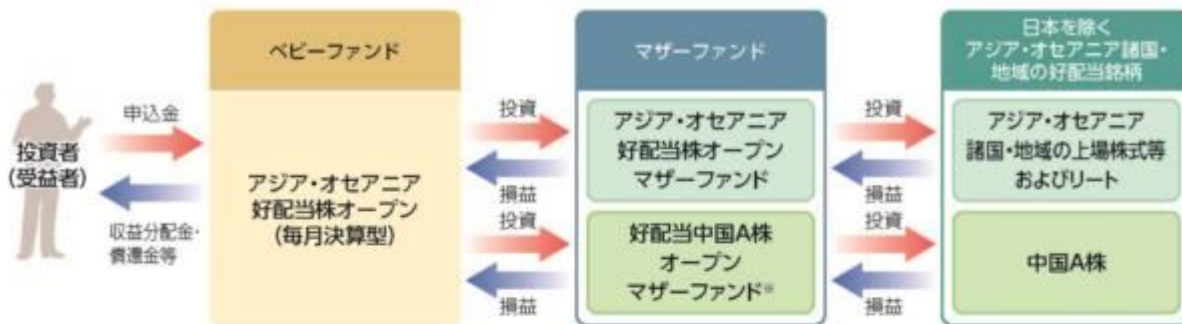 ベビーファンド
マザーファンド
日本を除く
アジア・オセアニア諸国・
地域の好配当銘柄
投資者
(受益者)
申込金
収益分配金・
償還金等
アジア・オセアニア
好配当株オープン
(毎月決算型)
投資
損益
投資
損益
アジア・オセアニア
好配当株オープン
マザーファンド
好配当中国A株
オープン
マザーファンド※
投資
損益
投資
損益
アジア・オセアニア
諸国・地域の上場株式等
およびリート
中国A株